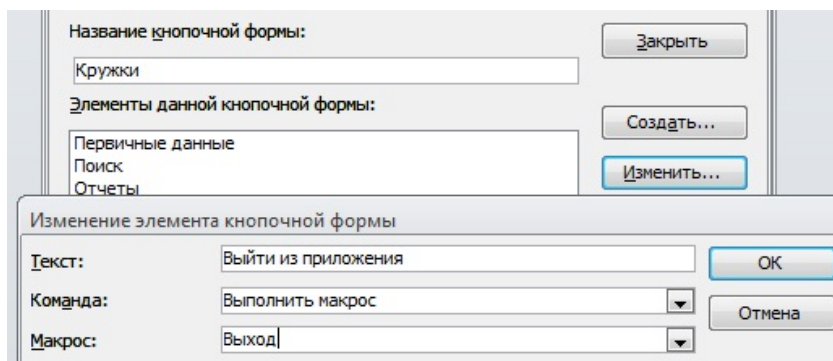 Название кнопочной формы:
Закрыть
Кружки
Элементы данной кнопочной формы:
Создать...
Первичные данные
Поиск
Изменить...
Отчеты
Изменение элемента кнопочной формы
Текст: Выйти из приложения OK
Команда: Выполнить макрос
Отмена
Макрос: Выход